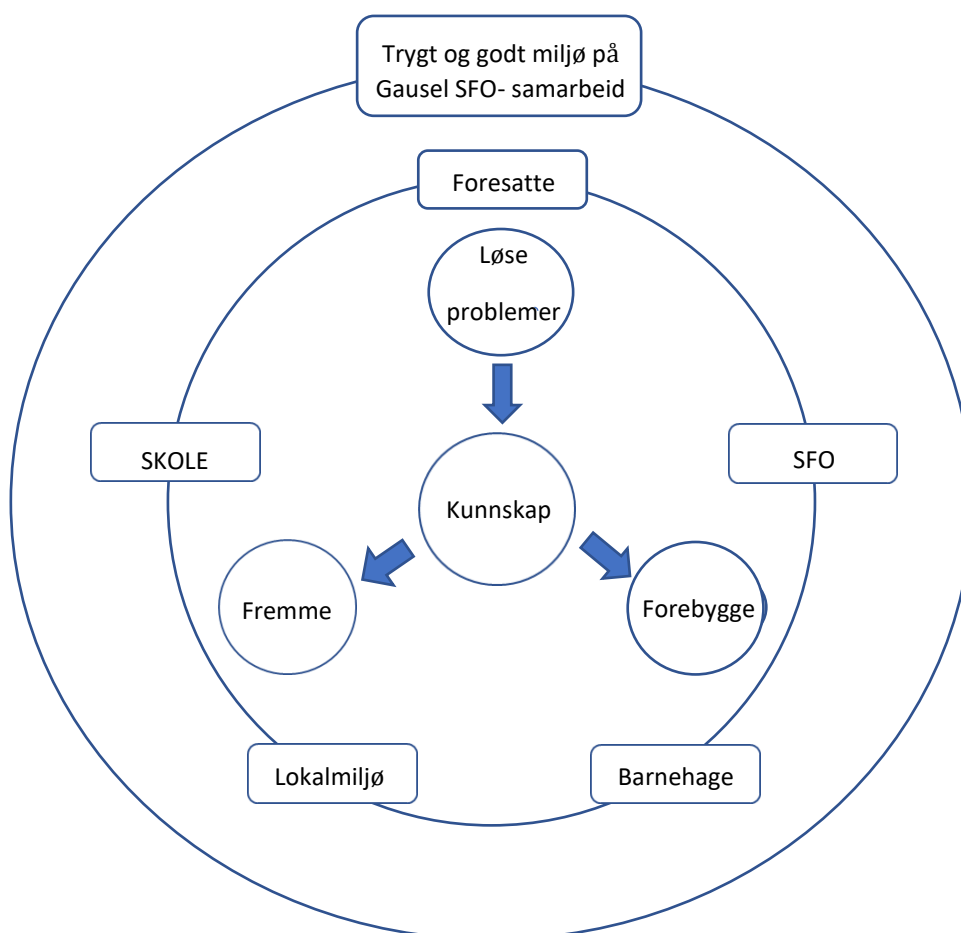 Trygt og godt miljø på
Gausel SFO- samarbeid
Foresatte
Løse
problemer
SKOLE
SFO
Kunnskap
Fremme
Forebygge
Lokalmiljø
Barnehage